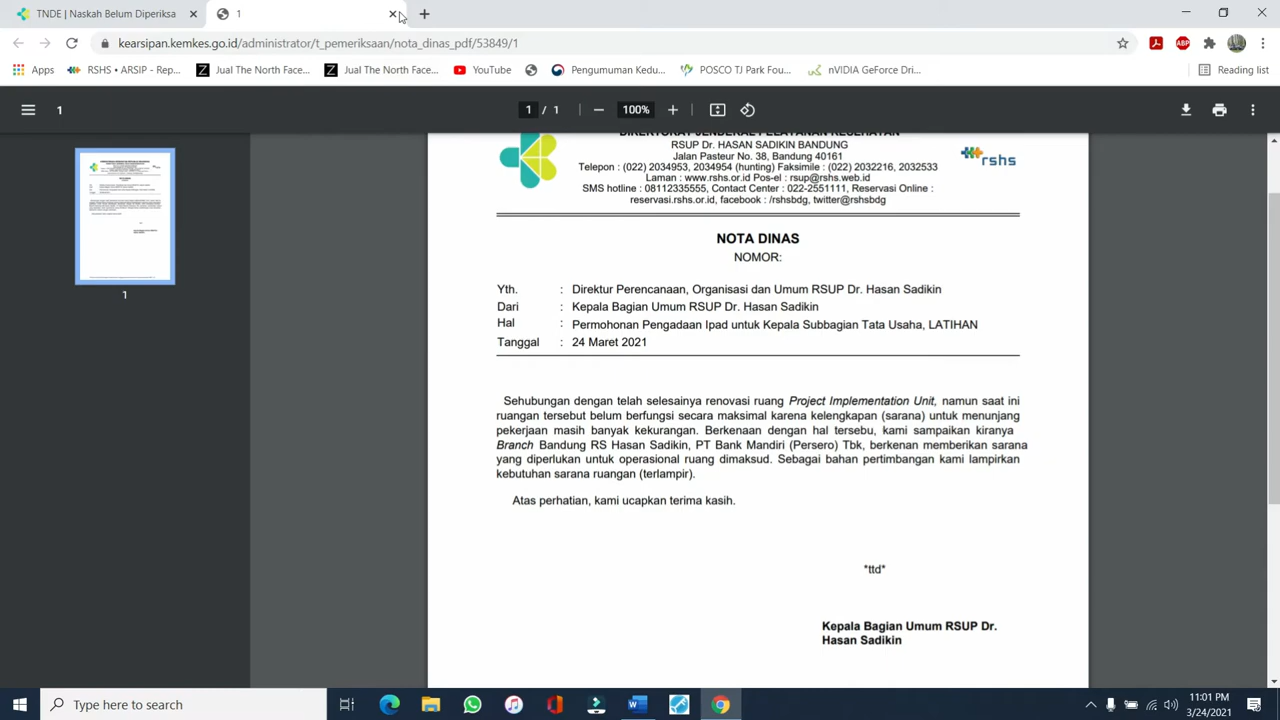 TNDE | Naskah Belum Diperiksa
1
kearsipan.kemkes.go.id/administrator/t_pemeriksaan/nota_dinas_pdf/53849/1
ABP
Apps
RSHS • ARSIP - Rep...
Jual The North Face...
Jual The North Face...
YouTube
Pengumuman Kedu...
POSCO TJ Park Fou...
nVIDIA GeForce Dri...
Reading list
1
1 / 1
100%
1
DIREKTORAT JENDERAL PELAYANAN KESEHATAN
RSUP Dr. HASAN SADIKIN BANDUNG
Jalan Pasteur No. 38, Bandung 40161
Telepon : (022) 2034953, 2034954 (hunting) Faksimile : (022) 2032216, 2032533
Laman : www.rshs.or.id Pos-el : rsup@rshs.web.id
SMS hotline : 08112335555, Contact Center : 022-2551111, Reservasi Online :
reservasi.rshs.or.id, facebook : /rshsbdg, twitter@rshsbdg
rshs
NOTA DINAS
NOMOR:
Yth. : Direktur Perencanaan, Organisasi dan Umum RSUP Dr. Hasan Sadikin
Dari : Kepala Bagian Umum RSUP Dr. Hasan Sadikin
Hal : Permohonan Pengadaan Ipad untuk Kepala Subbagian Tata Usaha, LATIHAN
Tanggal : 24 Maret 2021
Sehubungan dengan telah selesainya renovasi ruang Project Implementation Unit, namun saat ini
ruangan tersebut belum berfungsi secara maksimal karena kelengkapan (sarana) untuk menunjang
pekerjaan masih banyak kekurangan. Berkenaan dengan hal tersebu, kami sampaikan kiranya
Branch Bandung RS Hasan Sadikin, PT Bank Mandiri (Persero) Tbk, berkenan memberikan sarana
yang diperlukan untuk operasional ruang dimaksud. Sebagai bahan pertimbangan kami lampirkan
kebutuhan sarana ruangan (terlampir).
Atas perhatian, kami ucapkan terima kasih.
*ttd*
Kepala Bagian Umum RSUP Dr.
Hasan Sadikin
Type here to search
11:01 PM
3/24/2021